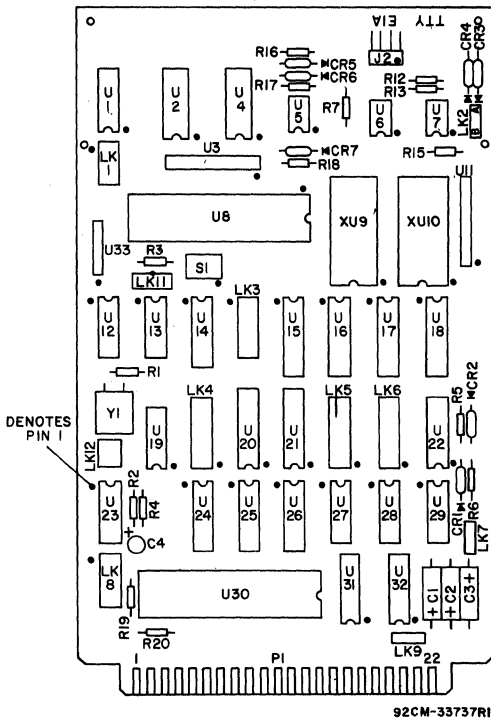 EIA TTY
CR4
CR3
R16
CR5
CR6
R17
J2
R12
R13
U1
U2
U4
U5
R7
U6
U7
LK2
B A
LK1
U3
CR7
R18
R15
U11
U8
XU9
XU10
U33
R3
S1
LK11
LK3
U12
U13
U14
U15
U16
U17
U18
R1
Y1
LK4
LK5
LK6
R5
CR2
DENOTES
PIN 1
LK12
U19
U20
U21
U22
R2
R4
U23
U24
U25
U26
U27
U28
U29
CR1
R6
LK7
+
C4
LK8
U30
U31
U32
+C1
+C2
C3+
R19
R20
LK9
1 P1 22
92CM-33737R1